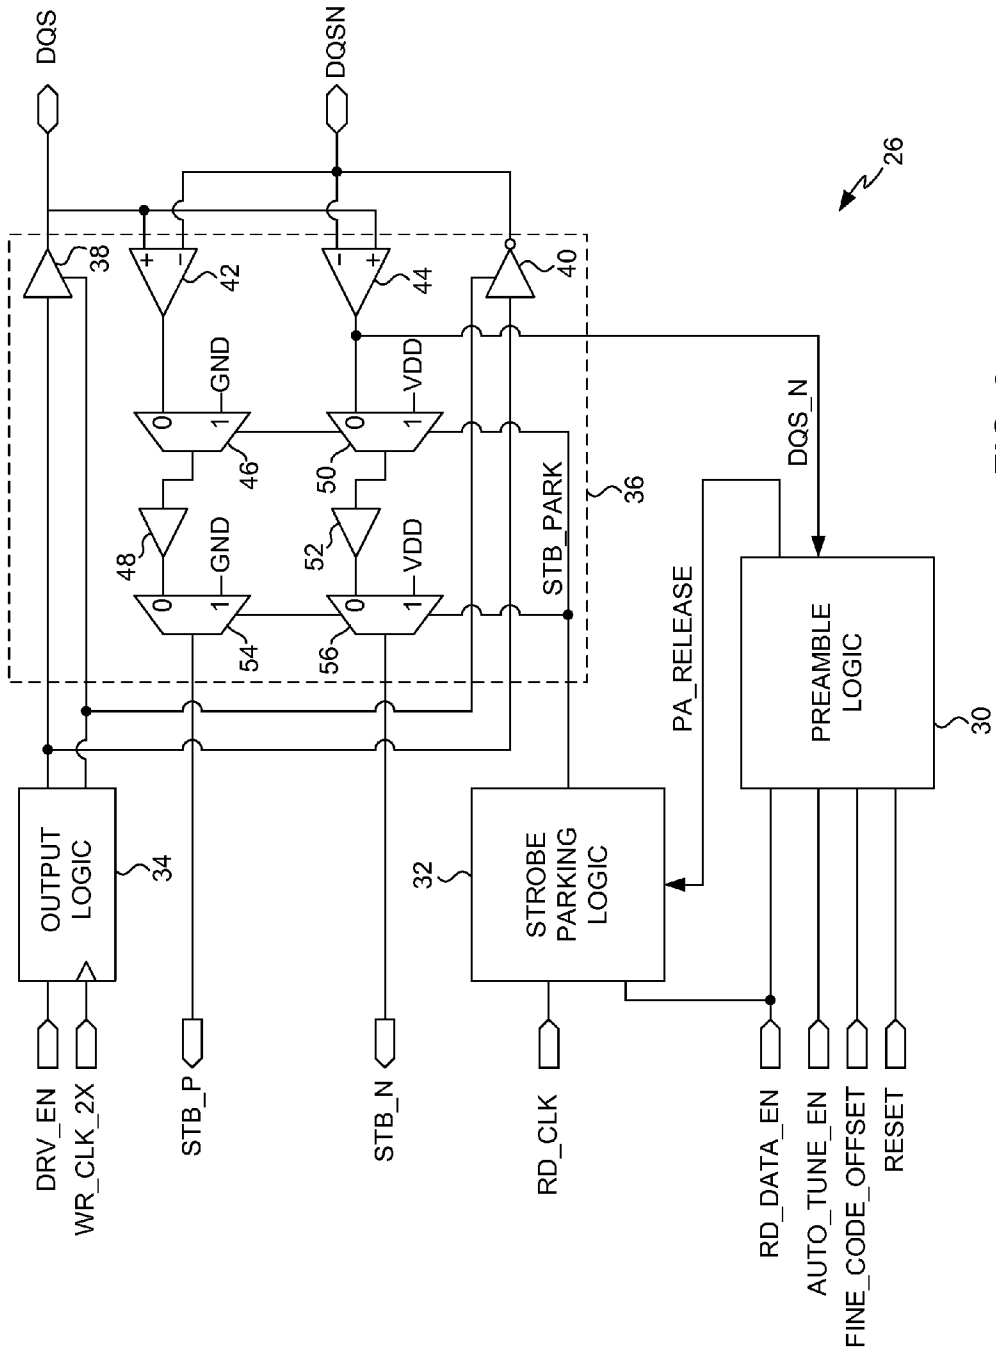 DRV_EN
WR_CLK_2X
STB_P
STB_N
RD_CLK
RD_DATA_EN
AUTO_TUNE_EN
FINE_CODE_OFFSET
RESET
OUTPUT
LOGIC
34
STROBE
PARKING
LOGIC
32
PREAMBLE
LOGIC
30
PA_RELEASE
DQS_N
STB_PARK
36
54
0
1
GND
56
0
1
VDD
48
52
46
0
1
GND
50
0
1
VDD
38
+
−
42
−
+
44
40
DQS
DQSN
26